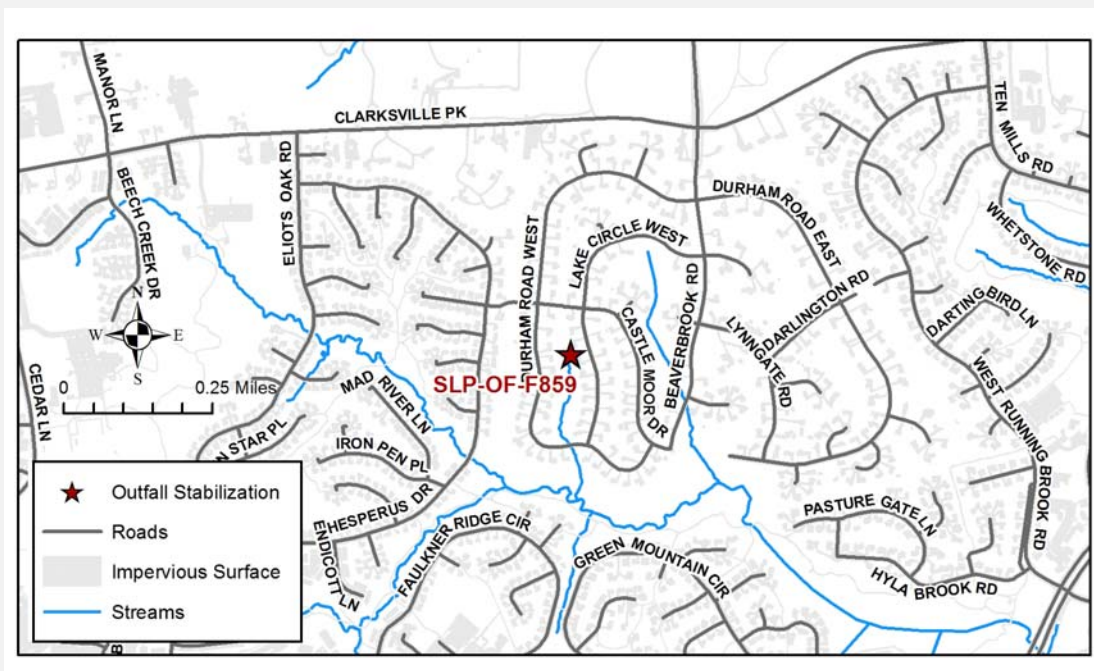 MANOR LN
CLARKSVILLE PK
TEN MILLS RD
BEECH CREEK DR
ELIOTS OAK RD
DURHAM ROAD WEST
LAKE CIRCLE WEST
DURHAM ROAD EAST
WHETSTONE RD
N
W E
S
0 0.25 Miles
CEDAR LN
MAD RIVER LN
SLP-OF-F859
CASTLE MOOR DR
BEAVERBROOK RD
LYNNGATE RD
DARLINGTON RD
DARTING BIRD LN
WEST RUNNING BROOK RD
N STAR PL
IRON PEN PL
HESPERUS DR
ENDICOTT LN
FAULKNER RIDGE CIR
GREEN MOUNTAIN CIR
PASTURE GATE LN
HYLA BROOK RD
Outfall Stabilization
Roads
Impervious Surface
Streams
B